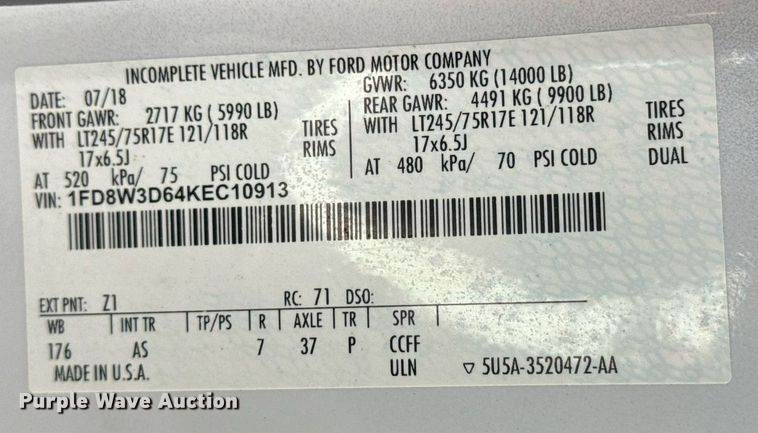 INCOMPLETE VEHICLE MFD. BY FORD MOTOR COMPANY
DATE: 07/18
GVWR: 6350 KG (14000 LB)
FRONT GAWR: 2717 KG ( 5990 LB)
REAR GAWR: 4491 KG ( 9900 LB)
WITH LT245/75R17E 121/118R TIRES
WITH LT245/75R17E 121/118R TIRES
17x6.5J RIMS
17x6.5J RIMS
AT 520 kPa/ 75 PSI COLD
AT 480 kPa/ 70 PSI COLD DUAL
VIN: 1FD8W3D64KEC10913
EXT PNT: Z1 RC: 71 DSO:
WB INT TR TP/PS R AXLE TR SPR
176 AS 7 37 P CCFF
MADE IN U.S.A. ULN ▽ 5U5A-3520472-AA
Purple Wave Auction